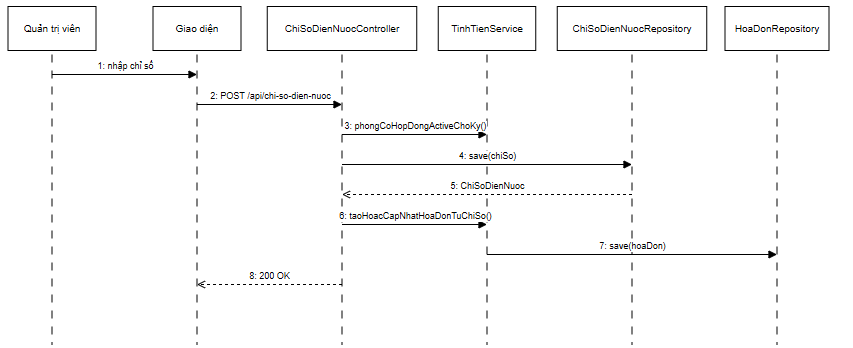 Quản trị viên
Giao diện
ChiSoDienNuocController
TinhTienService
ChiSoDienNuocRepository
HoaDonRepository
1: nhập chỉ số
2: POST /api/chi-so-dien-nuoc
3: phongCoHopDongActiveChoKy()
4: save(chiSo)
5: ChiSoDienNuoc
6: taoHoacCapNhatHoaDonTuChiSo()
7: save(hoaDon)
8: 200 OK